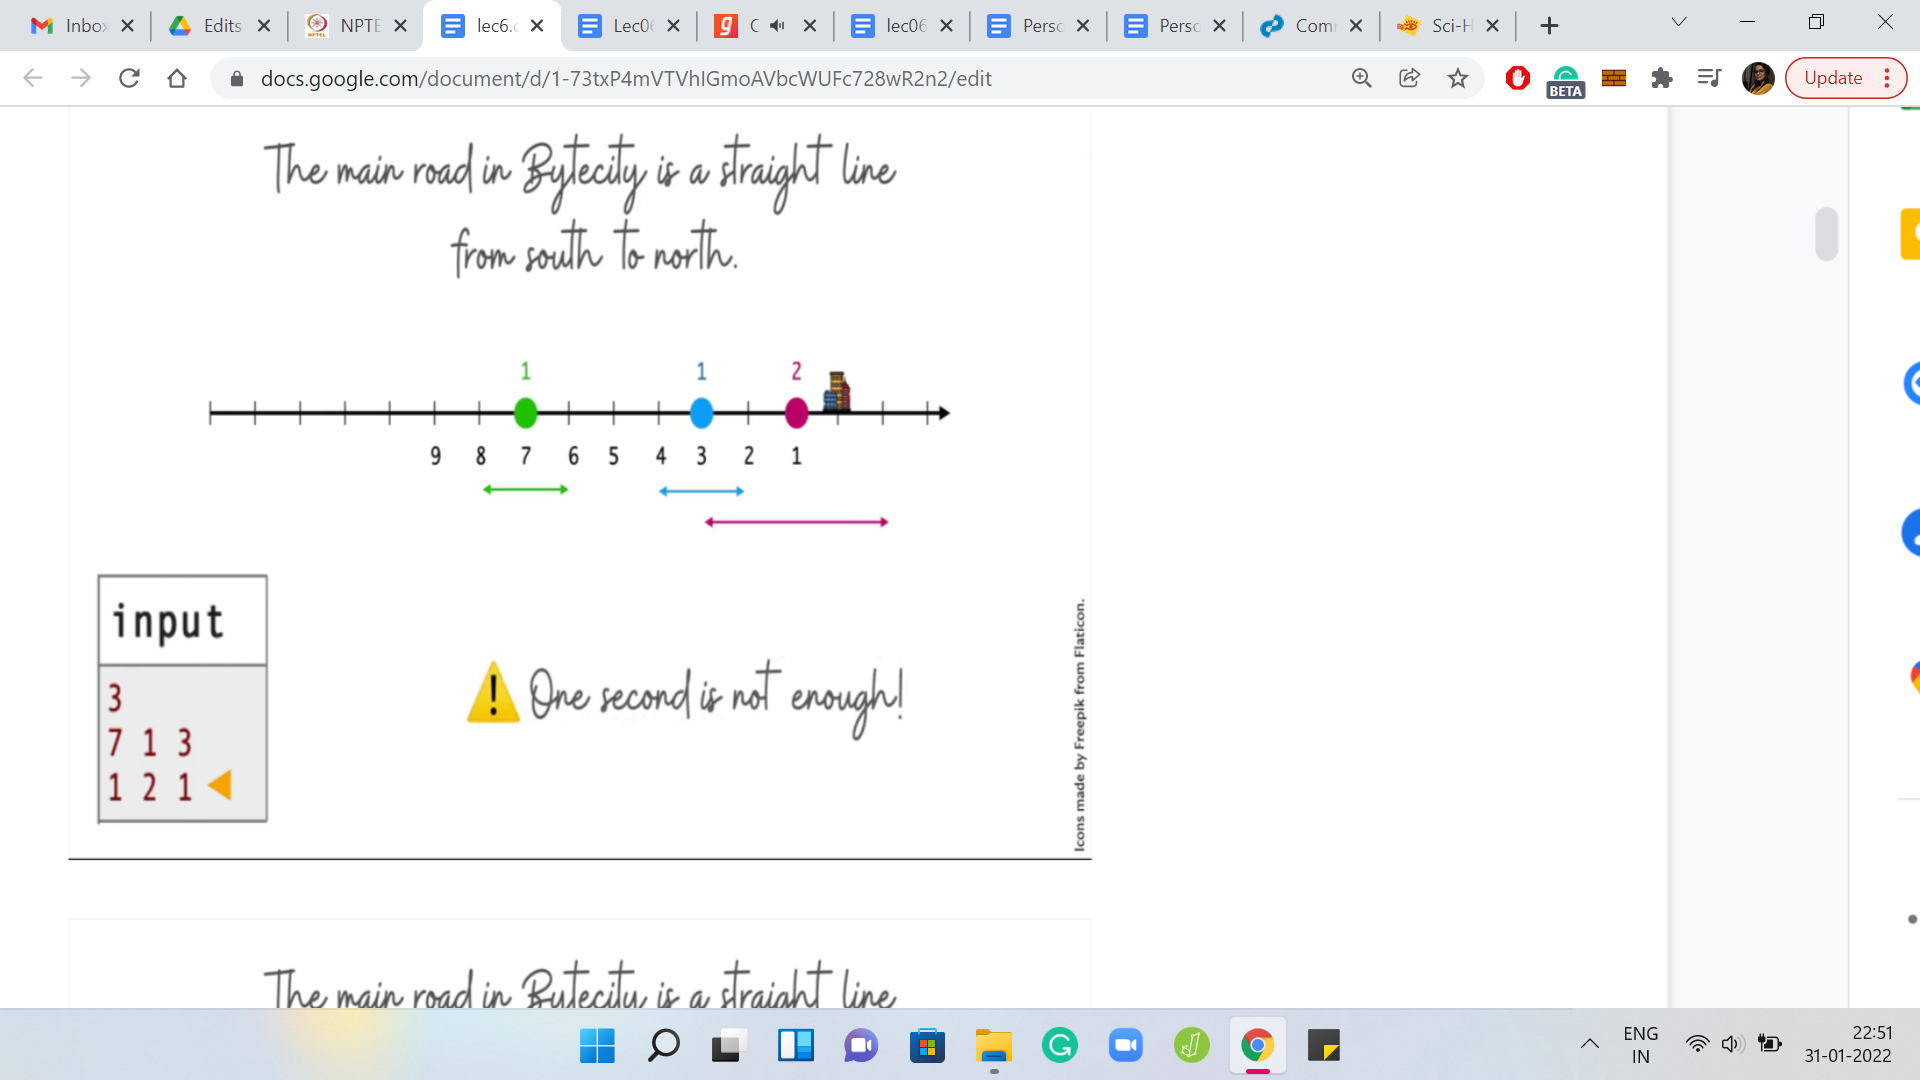 Inbox
Edits
NPTE
lec6.c
Lec06
C
lec06
Perso
Perso
Com
Sci-H
docs.google.com/document/d/1-73txP4mVTVhlGmoAVbcWUFc728wR2n2/edit
BETA
Update
The main road in Bytecity is a straight line
from south to north.
1 1 2
9 8 7 6 5 4 3 2 1
input
3
7 1 3
1 2 1
One second is not enough!
Icons made by Freepik from Flaticon.
The main road in Bytecity is a straight line
ENG
IN
22:51
31-01-2022